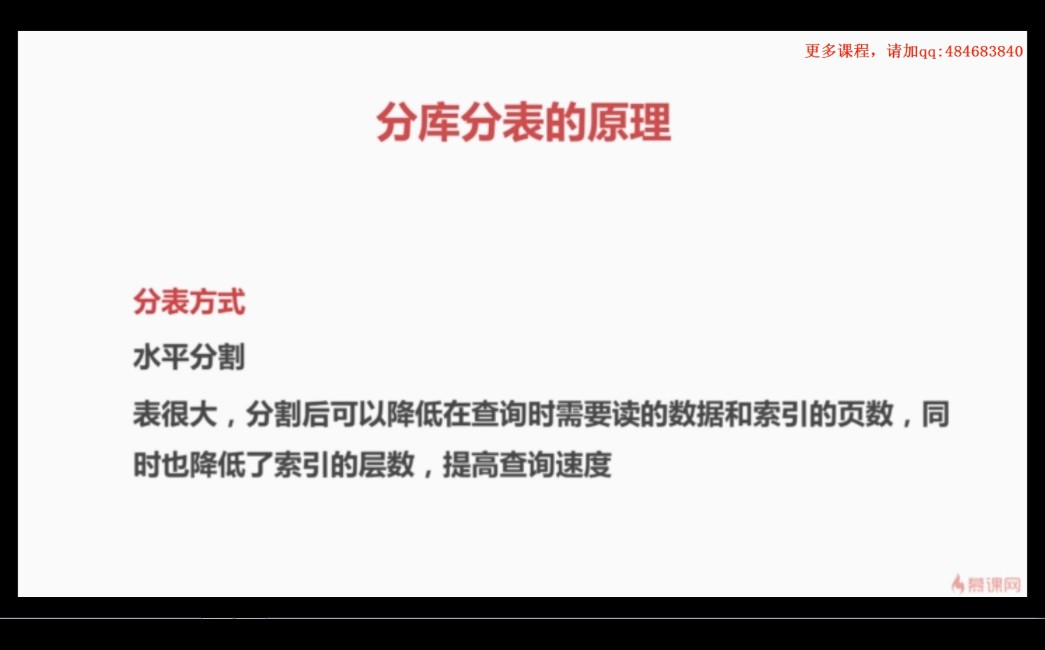 更多课程，请加qq:484683840
分库分表的原理
分表方式
水平分割
表很大，分割后可以降低在查询时需要读的数据和索引的页数，同
时也降低了索引的层数，提高查询速度
慕课网